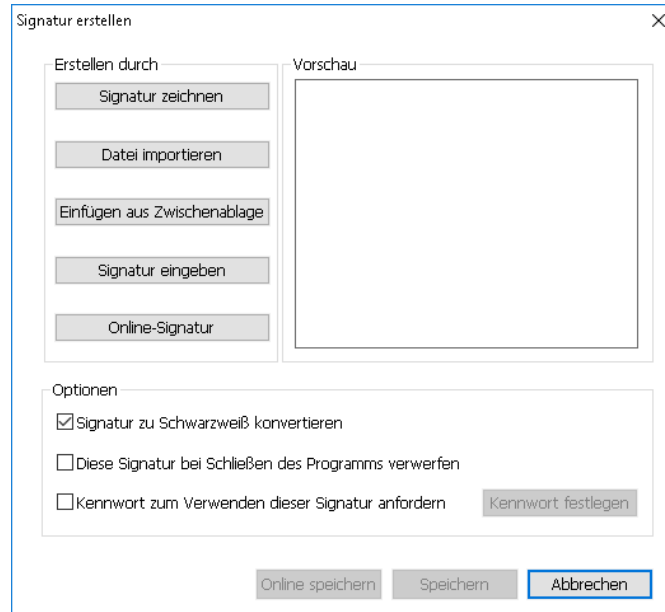 Signatur erstellen
Erstellen durch
Signatur zeichnen
Datei importieren
Einfügen aus Zwischenablage
Signatur eingeben
Online-Signatur
Vorschau
Optionen
Signatur zu Schwarzweiß konvertieren
Diese Signatur bei Schließen des Programms verwerfen
Kennwort zum Verwenden dieser Signatur anfordern
Kennwort festlegen
Online speichern
Speichern
Abbrechen